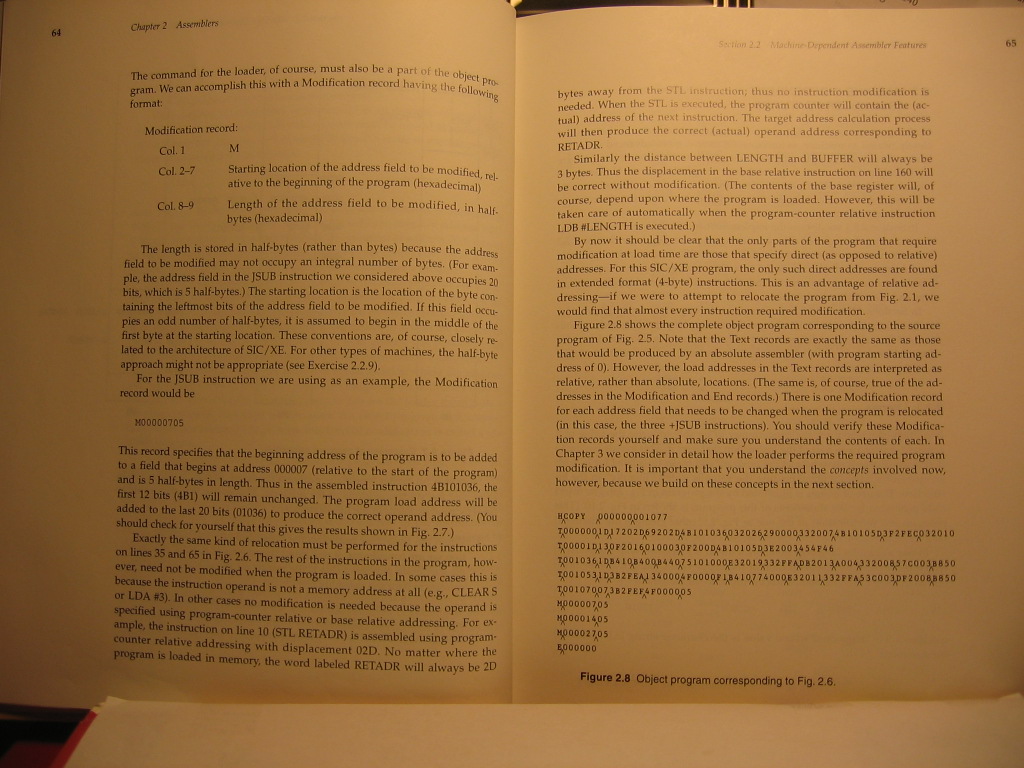 64
Chapter 2 Assemblers
The command for the loader, of course, must also be a part of the object pro-
gram. We can accomplish this with a Modification record having the following
format:
Modification record:
Col. 1 M
Col. 2–7 Starting location of the address field to be modified, rel-
ative to the beginning of the program (hexadecimal)
Col. 8–9 Length of the address field to be modified, in half-
bytes (hexadecimal)
The length is stored in half-bytes (rather than bytes) because the address
field to be modified may not occupy an integral number of bytes. (For exam-
ple, the address field in the JSUB instruction we considered above occupies 20
bits, which is 5 half-bytes.) The starting location is the location of the byte con-
taining the leftmost bits of the address field to be modified. If this field occu-
pies an odd number of half-bytes, it is assumed to begin in the middle of the
first byte at the starting location. These conventions are, of course, closely re-
lated to the architecture of SIC/XE. For other types of machines, the half-byte
approach might not be appropriate (see Exercise 2.2.9).
For the JSUB instruction we are using as an example, the Modification
record would be
M00000705
This record specifies that the beginning address of the program is to be added
to a field that begins at address 000007 (relative to the start of the program)
and is 5 half-bytes in length. Thus in the assembled instruction 4B101036, the
first 12 bits (4B1) will remain unchanged. The program load address will be
added to the last 20 bits (01036) to produce the correct operand address. (You
should check for yourself that this gives the results shown in Fig. 2.7.)
Exactly the same kind of relocation must be performed for the instructions
on lines 35 and 65 in Fig. 2.6. The rest of the instructions in the program, how-
ever, need not be modified when the program is loaded. In some cases this is
because the instruction operand is not a memory address at all (e.g., CLEAR S
or LDA #3). In other cases no modification is needed because the operand is
specified using program-counter relative or base relative addressing. For ex-
ample, the instruction on line 10 (STL RETADR) is assembled using program-
counter relative addressing with displacement 02D. No matter where the
program is loaded in memory, the word labeled RETADR will always be 2D
Section 2.2 Machine-Dependent Assembler Features
65
bytes away from the STL instruction; thus no instruction modification is
needed. When the STL is executed, the program counter will contain the (ac-
tual) address of the next instruction. The target address calculation process
will then produce the correct (actual) operand address corresponding to
RETADR.
Similarly the distance between LENGTH and BUFFER will always be
3 bytes. Thus the displacement in the base relative instruction on line 160 will
be correct without modification. (The contents of the base register will, of
course, depend upon where the program is loaded. However, this will be
taken care of automatically when the program-counter relative instruction
LDB #LENGTH is executed.)
By now it should be clear that the only parts of the program that require
modification at load time are those that specify direct (as opposed to relative)
addresses. For this SIC/XE program, the only such direct addresses are found
in extended format (4-byte) instructions. This is an advantage of relative ad-
dressing—if we were to attempt to relocate the program from Fig. 2.1, we
would find that almost every instruction required modification.
Figure 2.8 shows the complete object program corresponding to the source
program of Fig. 2.5. Note that the Text records are exactly the same as those
that would be produced by an absolute assembler (with program starting ad-
dress of 0). However, the load addresses in the Text records are interpreted as
relative, rather than absolute, locations. (The same is, of course, true of the ad-
dresses in the Modification and End records.) There is one Modification record
for each address field that needs to be changed when the program is relocated
(in this case, the three +JSUB instructions). You should verify these Modifica-
tion records yourself and make sure you understand the contents of each. In
Chapter 3 we consider in detail how the loader performs the required program
modification. It is important that you understand the concepts involved now,
however, because we build on these concepts in the next section.
HCOPY 000000001077
T0000001D17202D69202D4B1010360320262900003320074B10105D3F2FEC032010
T00001D130F20160100030F200D4B10105D3E2003454F46
T0010361DB410B400B44075101000E32019332FFADB2013A00433200857C003B850
T0010531D3B2FEA1340004F0000F1B410774000E32011332FFA53C003DF2008B850
T001070073B2FEF4F000005
M00000705
M00001405
M00002705
E000000
Figure 2.8 Object program corresponding to Fig. 2.6.